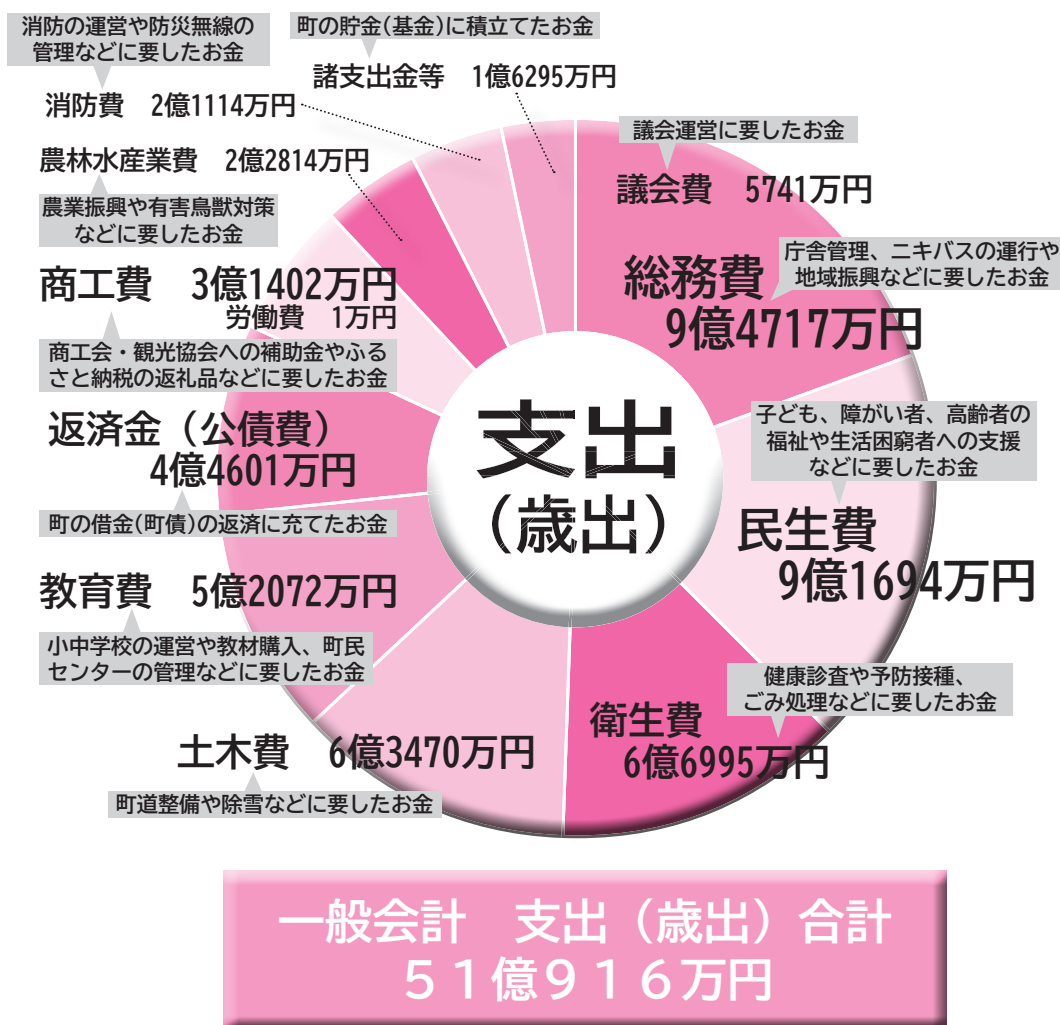 消防の運営や防災無線の
管理などに要したお金
消防費　2億1114万円
町の貯金(基金)に積立てたお金
諸支出金等　1億6295万円
農林水産業費　2億2814万円
農業振興や有害鳥獣対策
などに要したお金
商工費　3億1402万円
労働費　1万円
商工会・観光協会への補助金やふる
さと納税の返礼品などに要したお金
返済金（公債費）
4億4601万円
町の借金(町債)の返済に充てたお金
教育費　5億2072万円
小中学校の運営や教材購入、町民
センターの管理などに要したお金
土木費　6億3470万円
町道整備や除雪などに要したお金
議会運営に要したお金
議会費　5741万円
総務費
9億4717万円
庁舎管理、ニキバスの運行や
地域振興などに要したお金
子ども、障がい者、高齢者の
福祉や生活困窮者への支援
などに要したお金
民生費
9億1694万円
健康診査や予防接種、
ごみ処理などに要したお金
衛生費
6億6995万円
支出
（歳出）
一般会計　支出（歳出）合計
５１億９１６万円